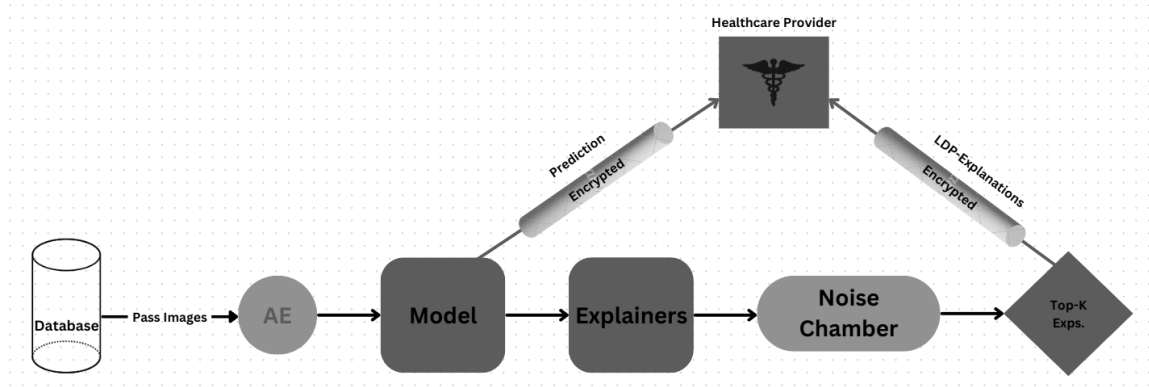 Healthcare Provider
Prediction
Encrypted
LDP-Explanations
Encrypted
Database
Pass Images
AE
Model
Explainers
Noise
Chamber
Top-K
Exps.